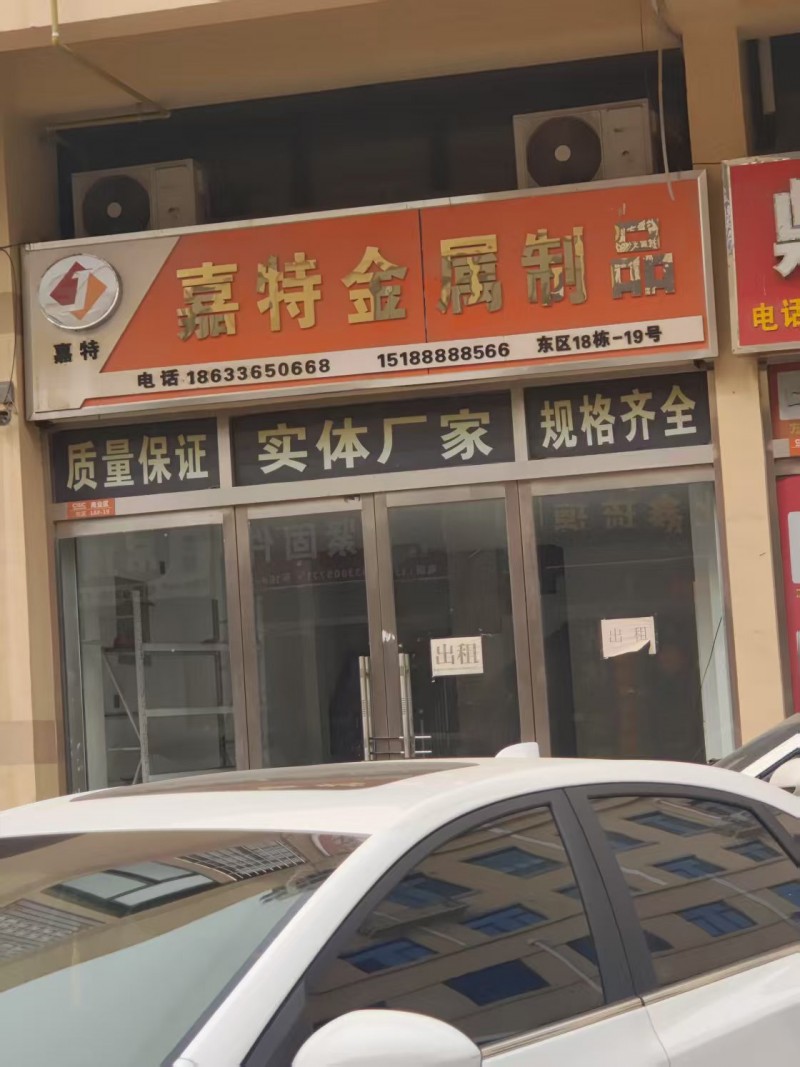 嘉特金属制品
嘉特
电话 18633650668 15188888566 东区18栋-19号
质量保证 实体厂家 规格齐全
出租
出租
电话